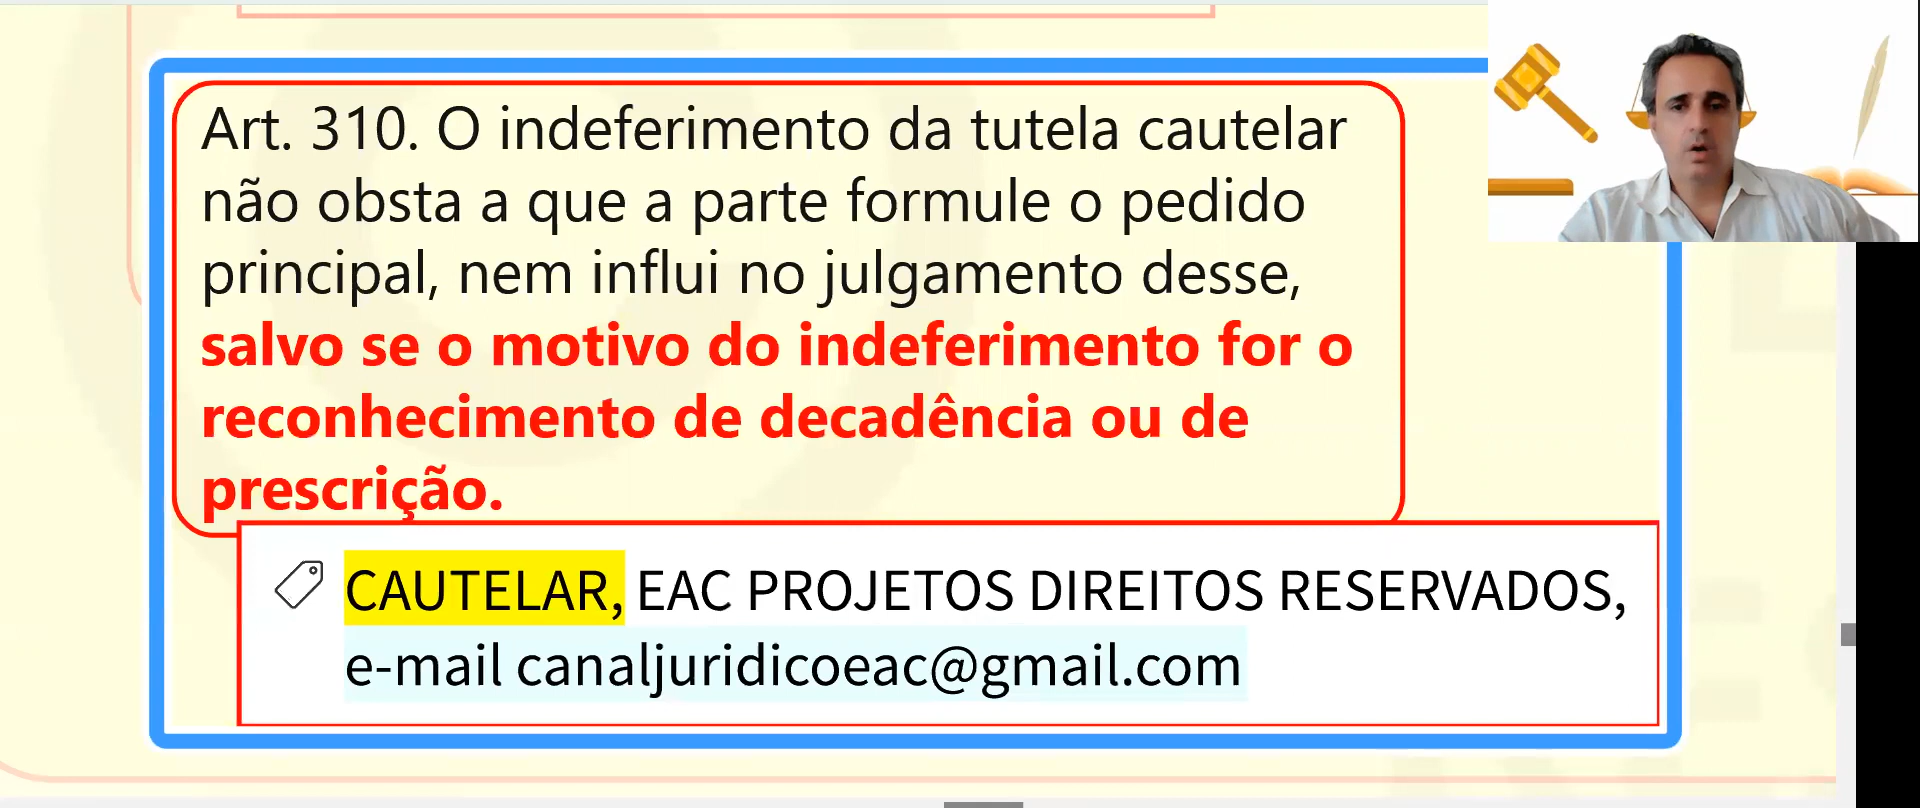 Art. 310. O indeferimento da tutela cautelar
não obsta a que a parte formule o pedido
principal, nem influi no julgamento desse,
salvo se o motivo do indeferimento for o
reconhecimento de decadência ou de
prescrição.
CAUTELAR, EAC PROJETOS DIREITOS RESERVADOS,
e-mail canaljuridicoeac@gmail.com